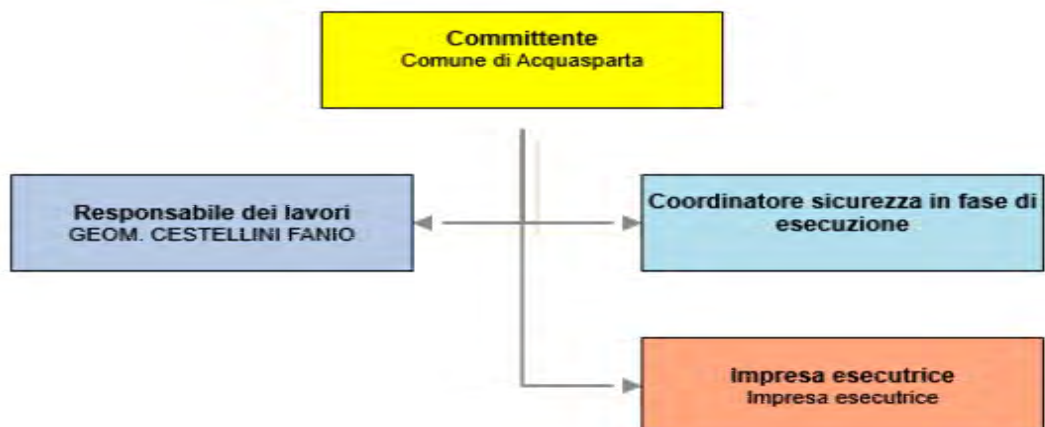 Committente
Comune di Acquasparta
Responsabile dei lavori
GEOM. CESTELLINI FANIO
Coordinatore sicurezza in fase di
esecuzione
Impresa esecutrice
Impresa esecutrice